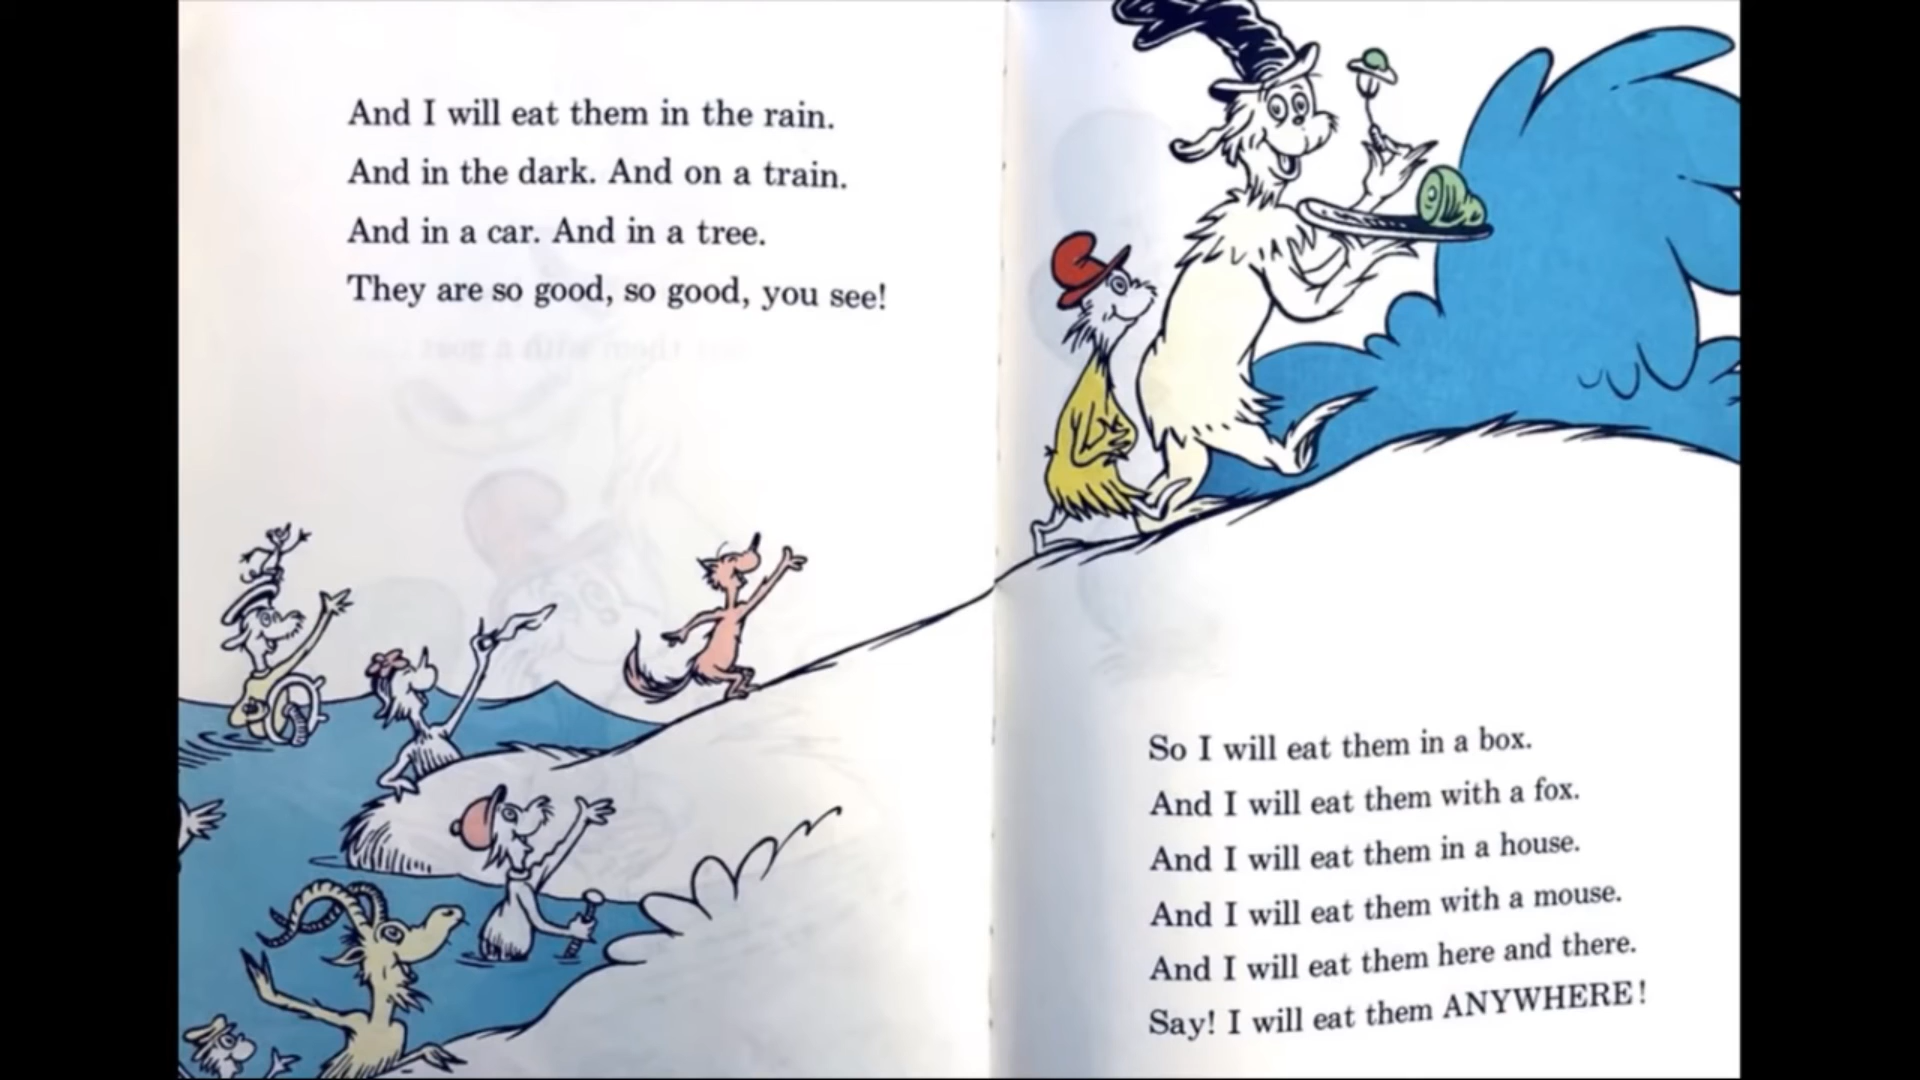 And I will eat them in the rain.
And in the dark. And on a train.
And in a car. And in a tree.
They are so good, so good, you see!
So I will eat them in a box.
And I will eat them with a fox.
And I will eat them in a house.
And I will eat them with a mouse.
And I will eat them here and there.
Say! I will eat them ANYWHERE!